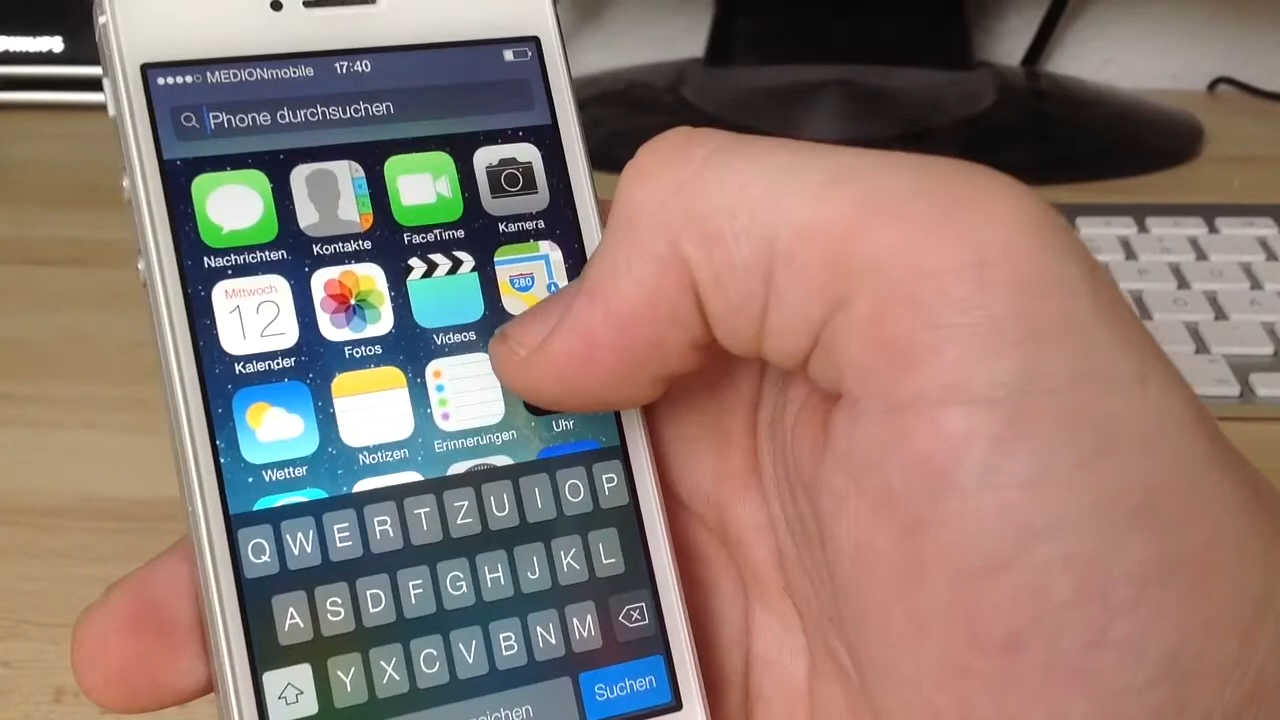 PHILIPS
MEDIONmobile 17:40
Phone durchsuchen
Nachrichten Kontakte FaceTime Kamera
Mittwoch
12
280
A
Kalender Fotos Videos
Wetter Notizen Erinnerungen Uhr
Q W E R T Z U I O P
A S D F G H J K L
Y X C V B N M
Suchen